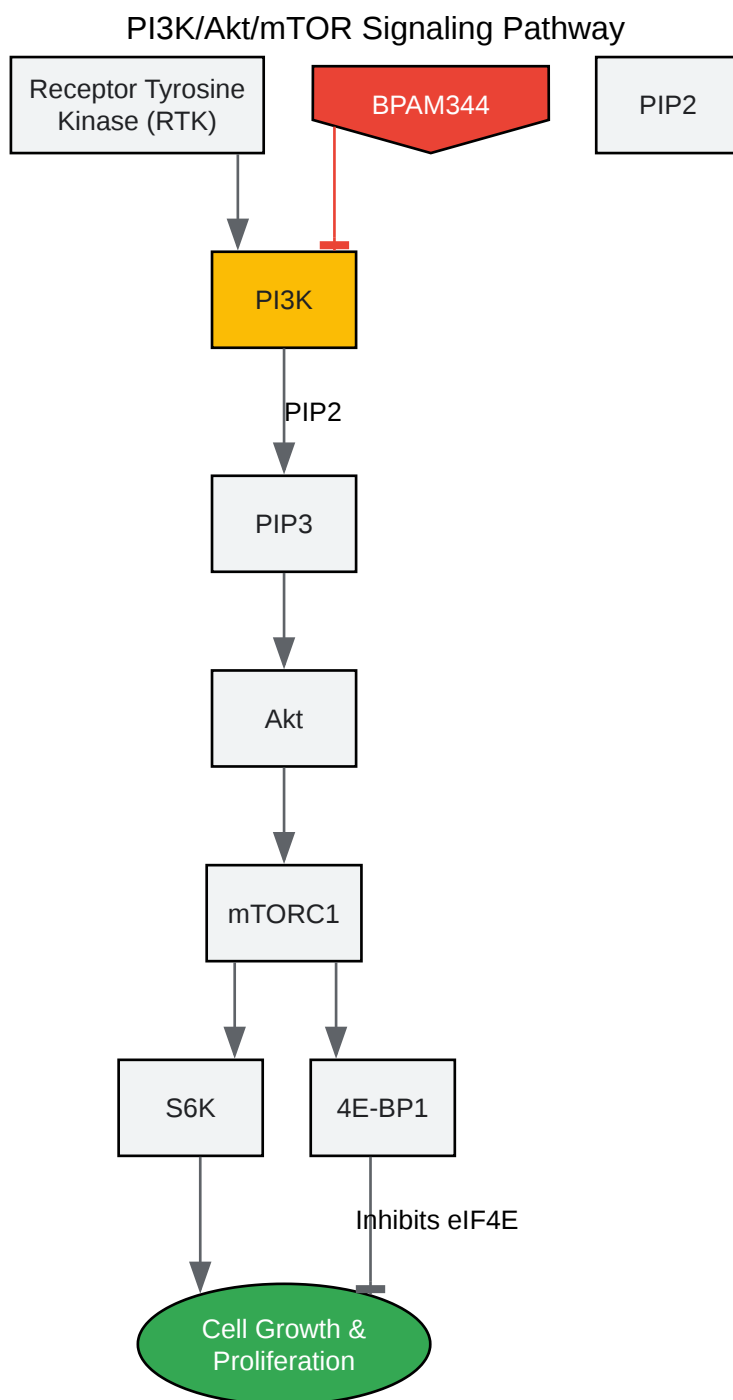 PI3K/Akt/mTOR Signaling Pathway
Receptor Tyrosine
Kinase (RTK)
BPAM344
PIP2
PI3K
PIP2
PIP3
Akt
mTORC1
S6K
4E-BP1
Inhibits eIF4E
Cell Growth &
Proliferation